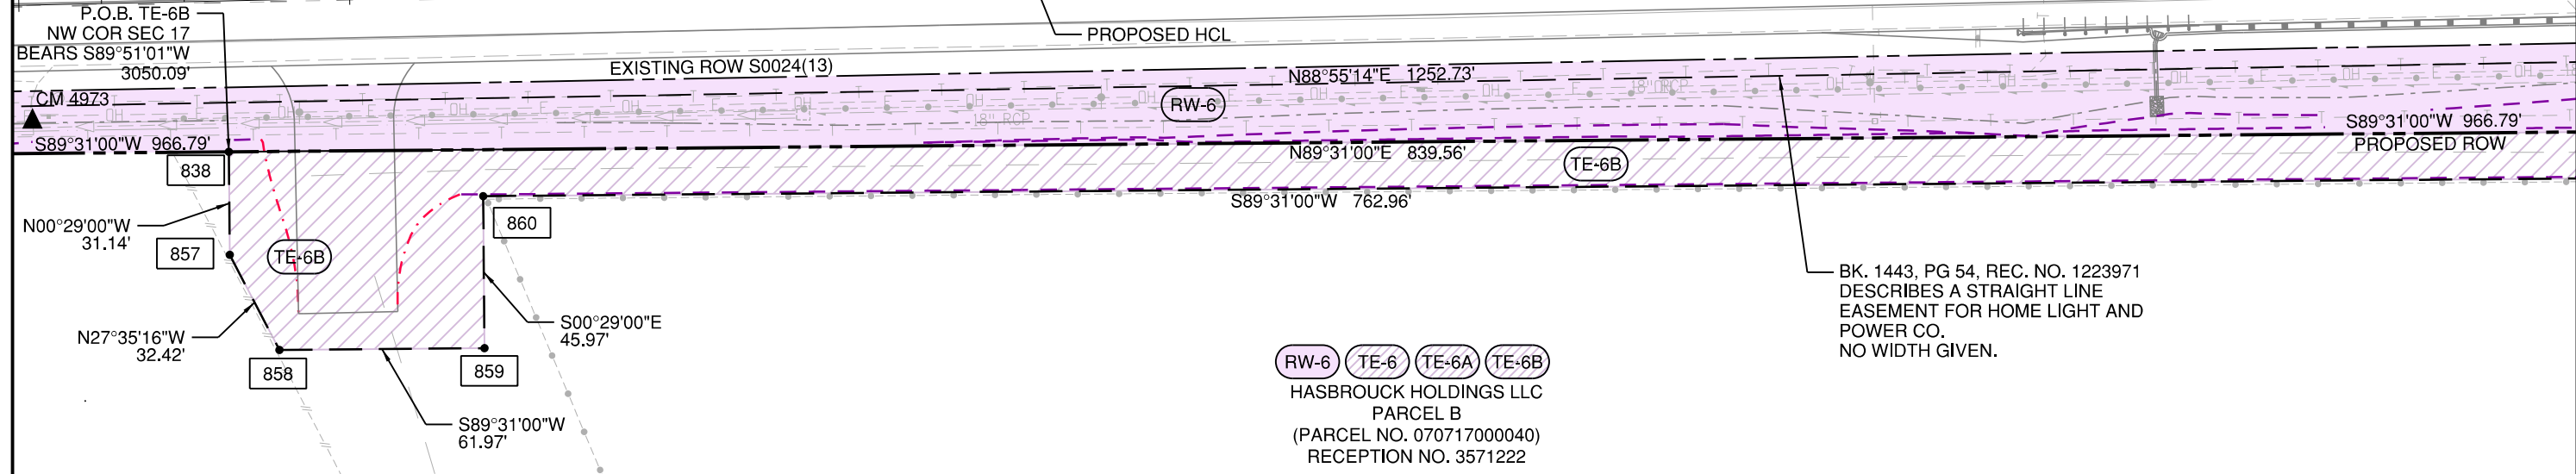 P.O.B. TE-6B
NW COR SEC 17
BEARS S89°51'01"W
3050.09'
PROPOSED HCL
EXISTING ROW S0024(13)
N88°55'14"E 1252.73'
CM 4973
RW-6
18" RCP
18" RCP
S89°31'00"W 966.79'
S89°31'00"W 966.79'
PROPOSED ROW
N89°31'00"E 839.56'
TE-6B
838
S89°31'00"W 762.96'
860
N00°29'00"W
31.14'
857
TE-6B
BK. 1443, PG 54, REC. NO. 1223971
DESCRIBES A STRAIGHT LINE
EASEMENT FOR HOME LIGHT AND
POWER CO.
NO WIDTH GIVEN.
N27°35'16"W
32.42'
S00°29'00"E
45.97'
858
859
S89°31'00"W
61.97'
RW-6 TE-6 TE-6A TE-6B
HASBROUCK HOLDINGS LLC
PARCEL B
(PARCEL NO. 070717000040)
RECEPTION NO. 3571222